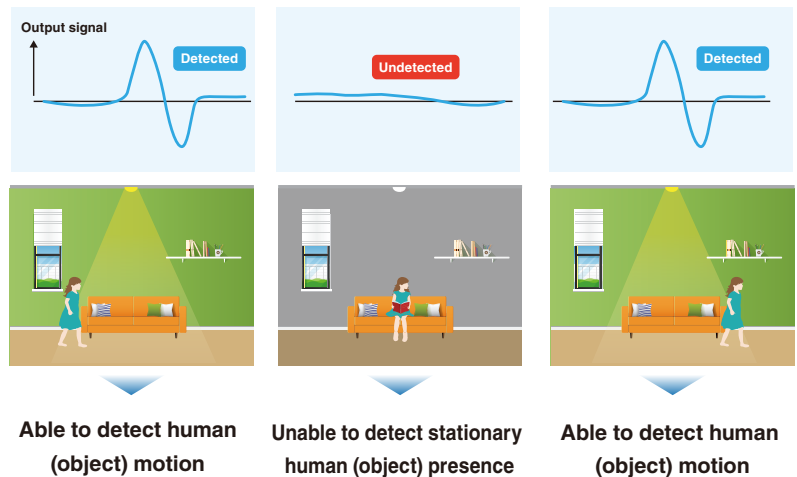 Output signal
Detected
Undetected
Detected
Able to detect human
(object) motion
Unable to detect stationary
human (object) presence
Able to detect human
(object) motion